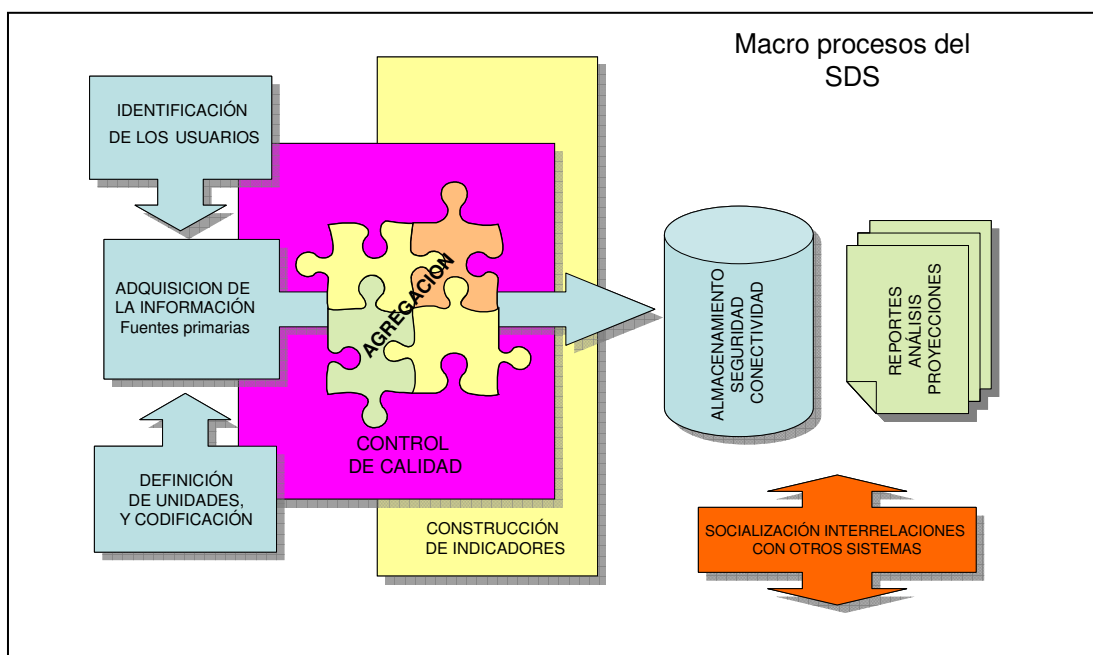 Macro procesos del
SDS
IDENTIFICACIÓN
DE LOS USUARIOS
ADQUISICION DE
LA INFORMACIÓN
Fuentes primarias
DEFINICIÓN
DE UNIDADES,
Y CODIFICACIÓN
AGREGACION
CONTROL
DE CALIDAD
CONSTRUCCIÓN
DE INDICADORES
ALMACENAMIENTO
SEGURIDAD
CONECTIVIDAD
REPORTES
ANÁLISIS
PROYECCIONES
SOCIALIZACIÓN INTERRELACIONES
CON OTROS SISTEMAS